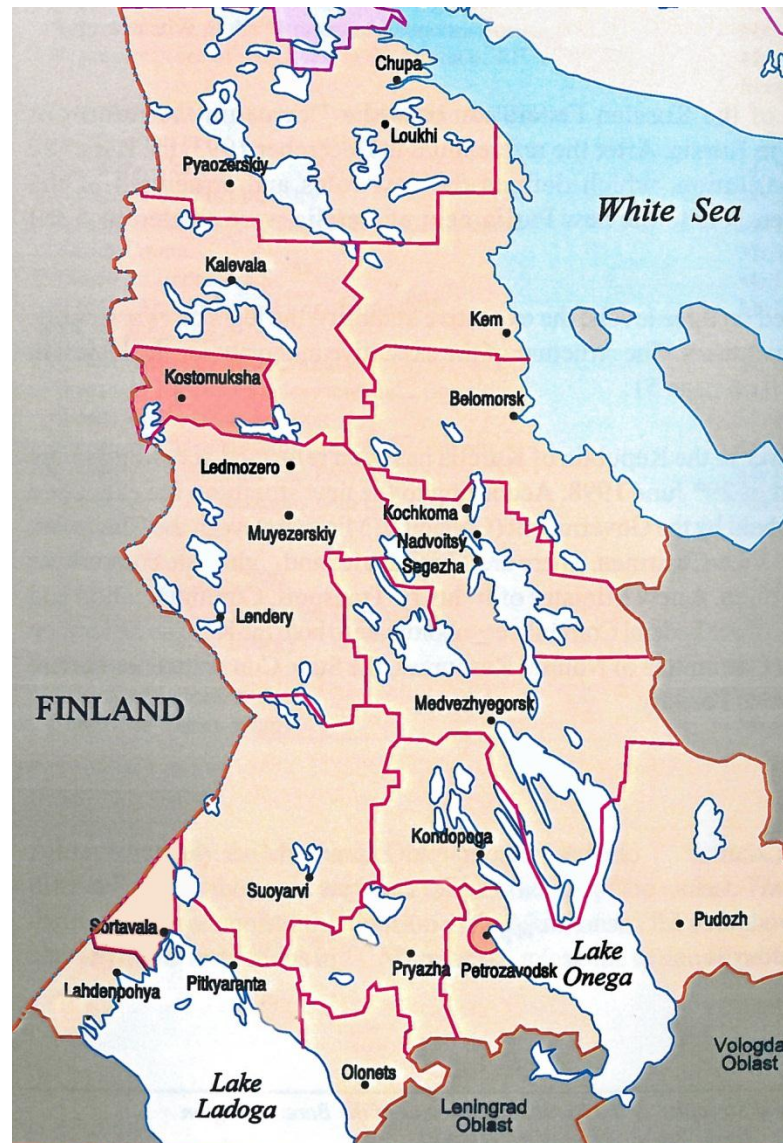 Chupa
Loukhi
Pyaozerskiy
White Sea
Kalevala
Kem
Kostomuksha
Belomorsk
Ledmozero
Kochkoma
Muyezerskiy
Nadvoitsy
Segezha
Lendery
FINLAND
Medvezhyegorsk
Kondopoga
Suoyarvi
Sortavala
Pudozh
Lake
Onega
Lahdenpohya
Pitkyaranta
Pryazha
Petrozavodsk
Vologda
Oblast
Lake
Ladoga
Olonets
Leningrad
Oblast